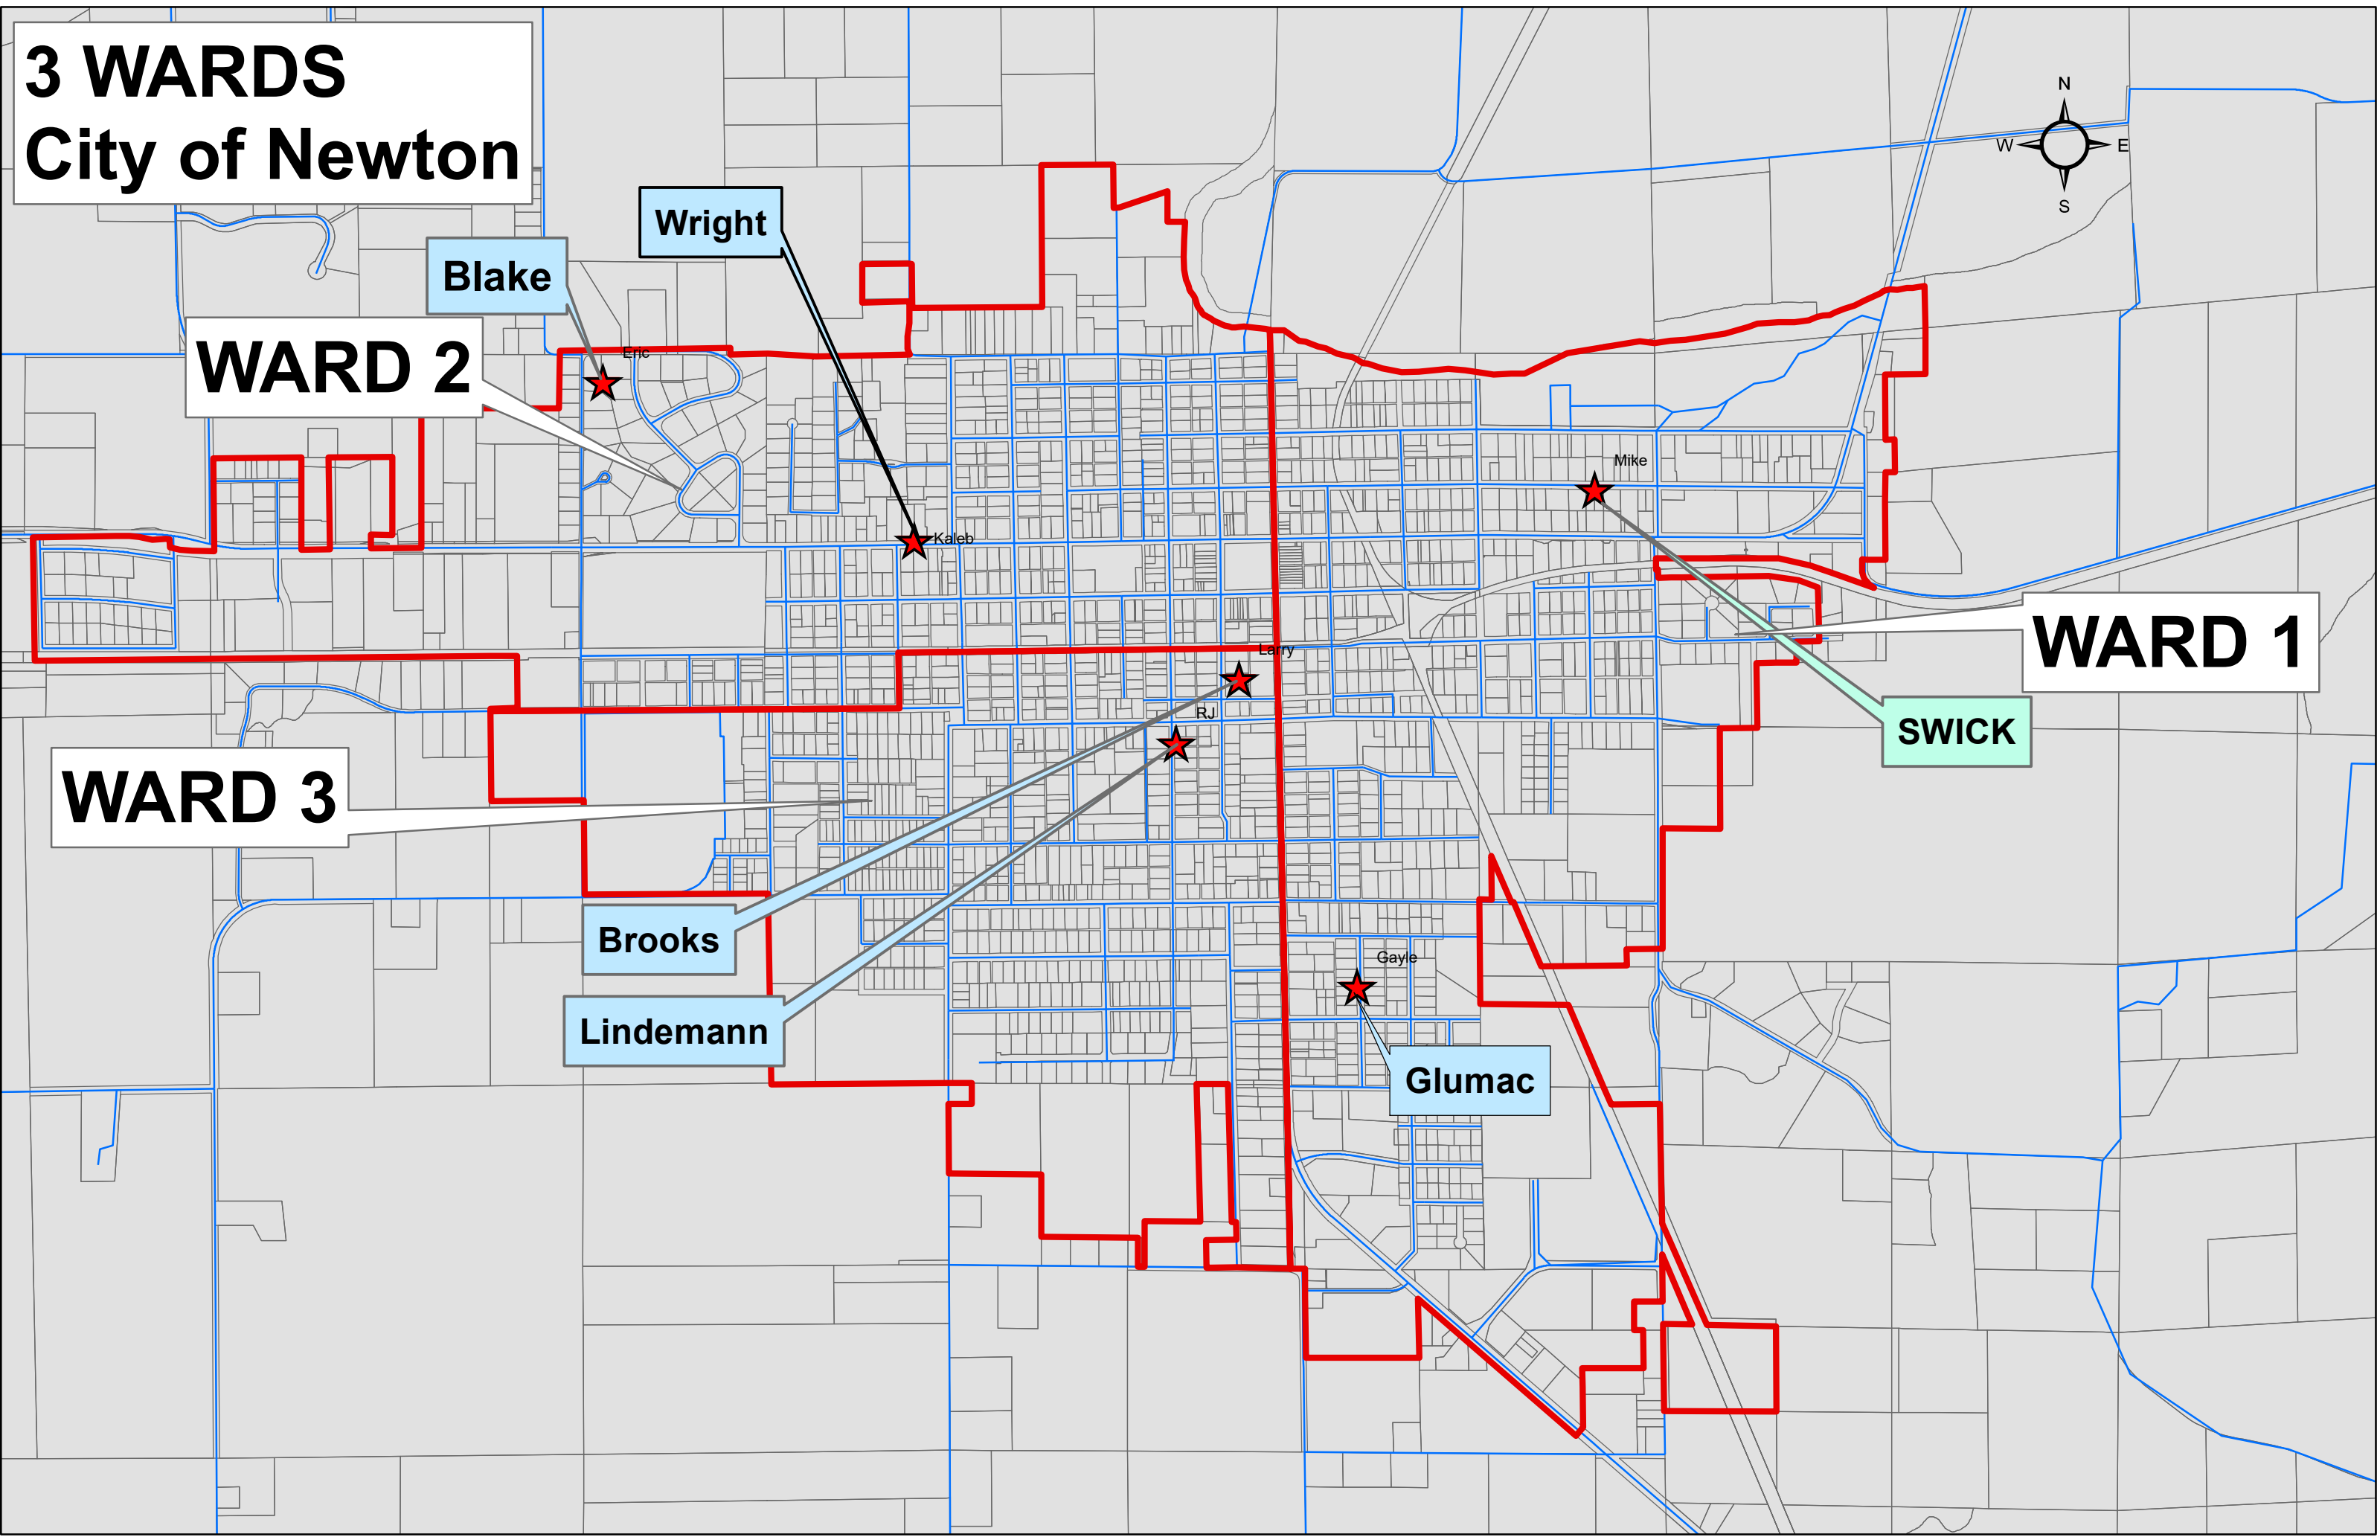 3 WARDS
City of Newton
N
W
E
S
Wright
Blake
WARD 2
Eric
Mike
Kaleb
WARD 1
Larry
SWICK
RJ
WARD 3
Brooks
Gayle
Lindemann
Glumac